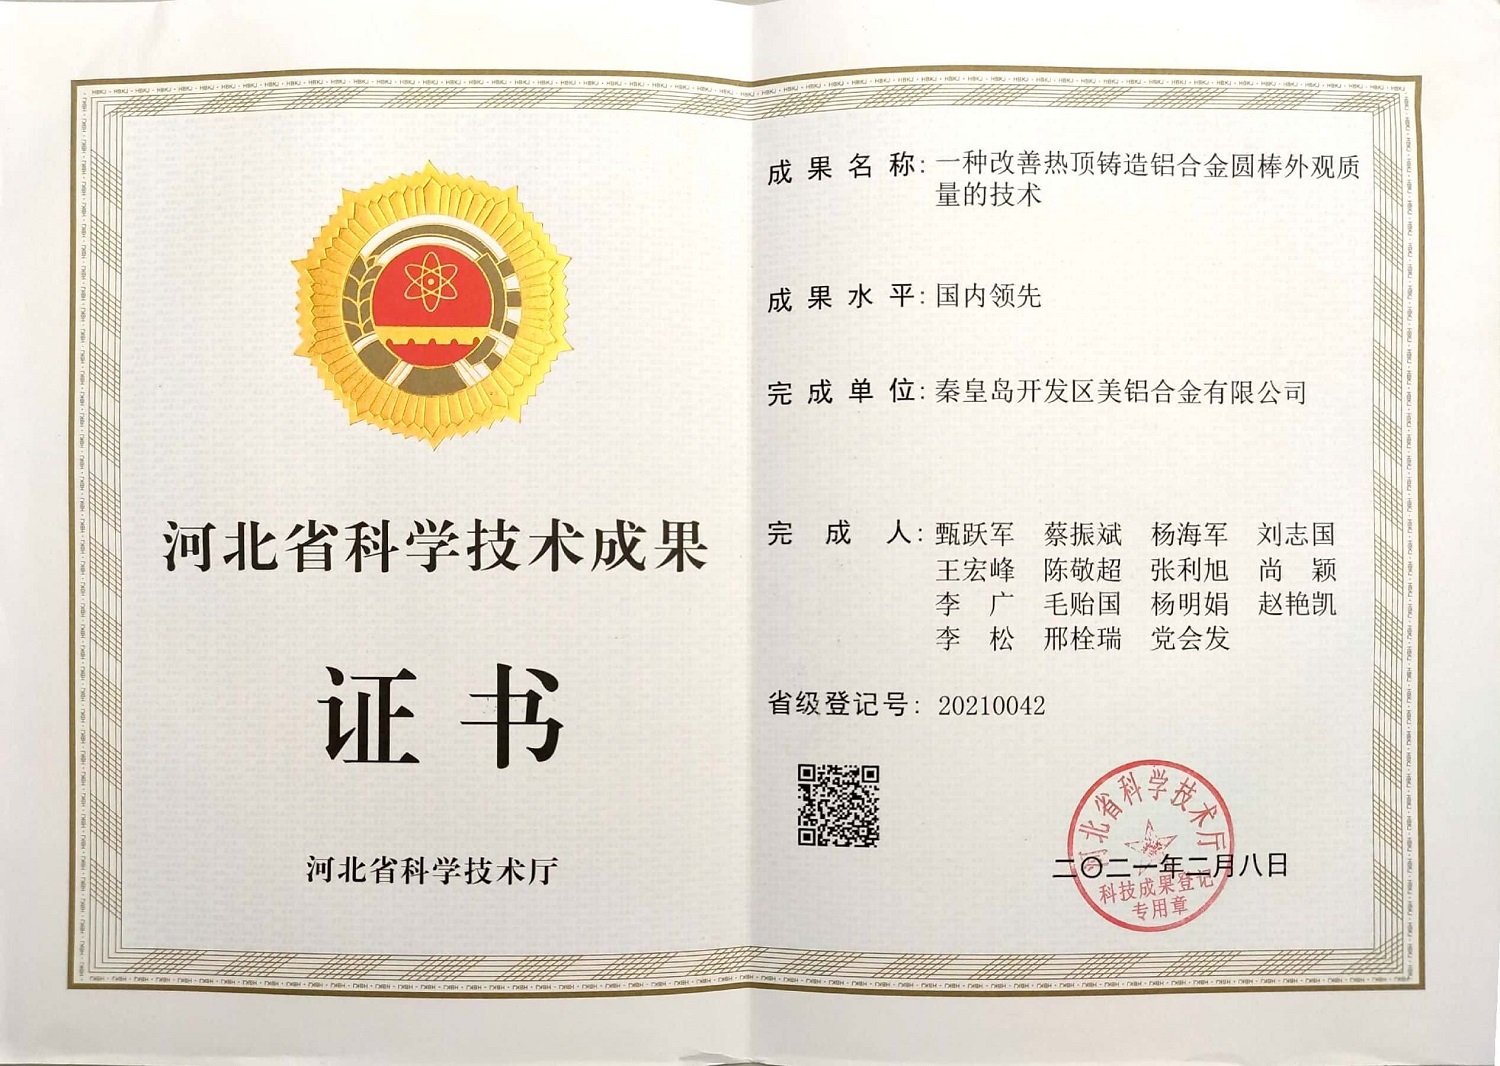 河北省科学技术成果
证书
河北省科学技术厅
成果名称：一种改善热顶铸造铝合金圆棒外观质
量的技术
成果水平：国内领先
完成单位：秦皇岛开发区美铝合金有限公司
完成人：甄跃军 蔡振斌 杨海军 刘志国
王宏峰 陈敬超 张利旭 尚颖
李广 毛贻国 杨明娟 赵艳凯
李松 邢栓瑞 党会发
省级登记号：20210042
河北省科学技术厅
二〇二一年二月八日
科技成果登记
专用章